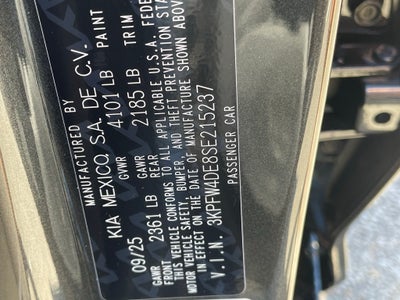 MANUFACTURED BY
KIA MEXICO, S.A. DE C.V.
09/25 GVWR 4101 LB PAINT
GAWR FRONT 2361 LB GAWR REAR 2185 LB TRIM
THIS VEHICLE CONFORMS TO ALL APPLICABLE U.S.A. FEDE
MOTOR VEHICLE SAFETY, BUMPER, AND THEFT PREVENTION STA
IN EFFECT ON THE DATE OF MANUFACTURE SHOWN ABOVE
V.I.N. 3KPFW4DE8SE215237
PASSENGER CAR